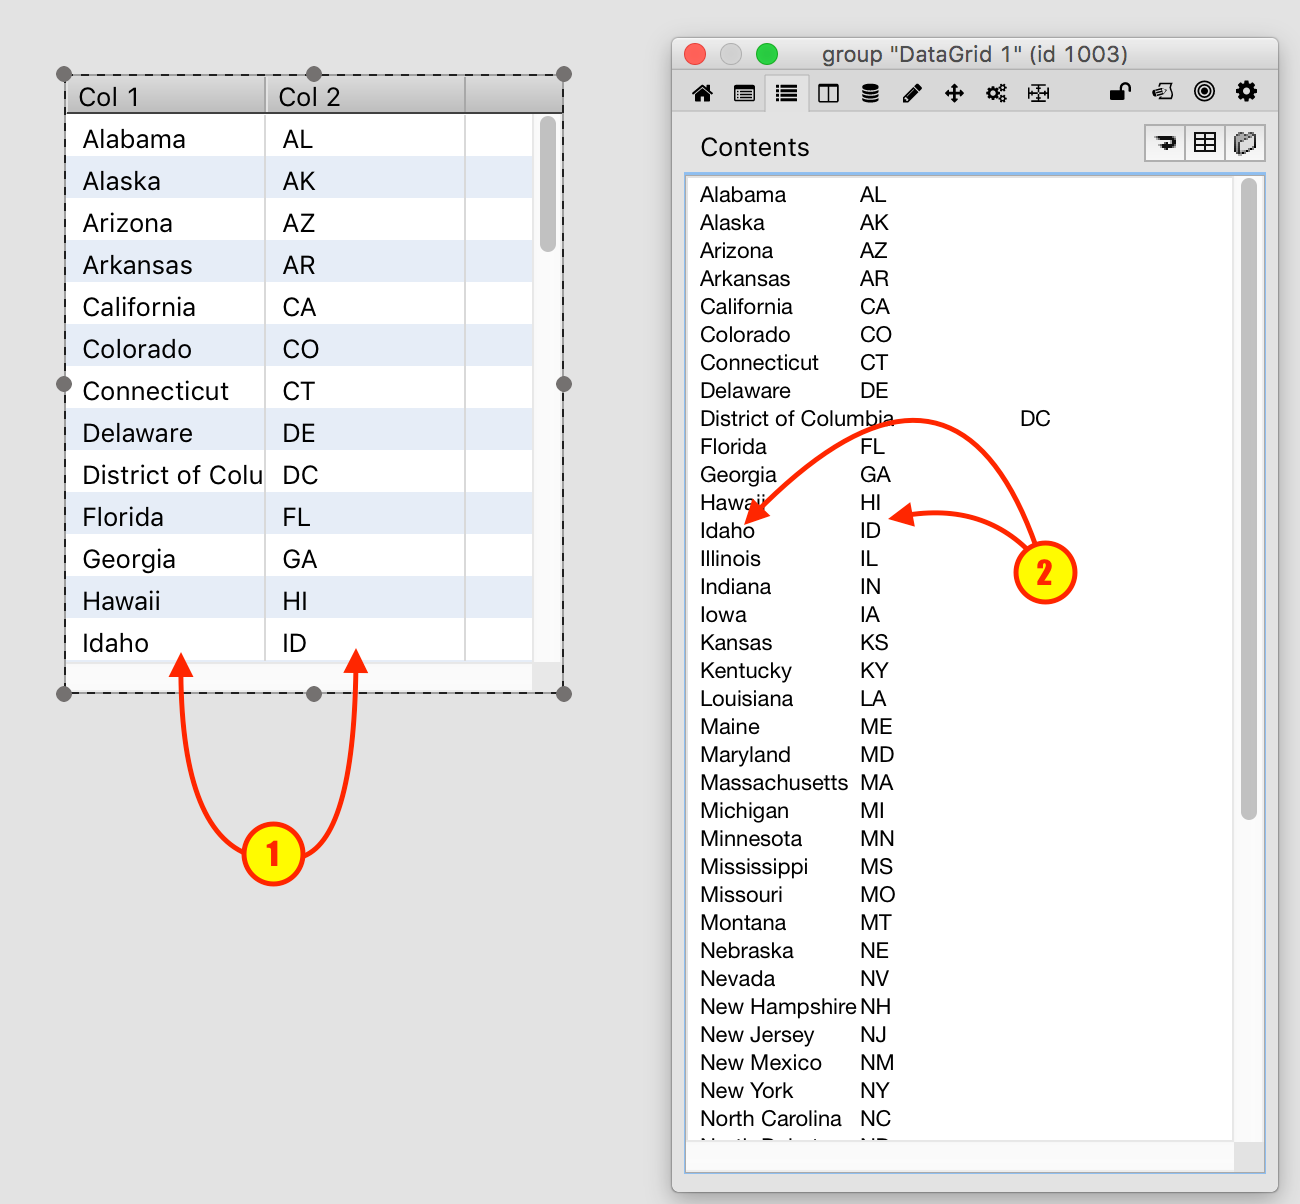 Col 1 Col 2
Alabama AL
Alaska AK
Arizona AZ
Arkansas AR
California CA
Colorado CO
Connecticut CT
Delaware DE
District of Colu DC
Florida FL
Georgia GA
Hawaii HI
Idaho ID
1
group "DataGrid 1" (id 1003)
Contents
Alabama AL
Alaska AK
Arizona AZ
Arkansas AR
California CA
Colorado CO
Connecticut CT
Delaware DE
District of Columbia DC
Florida FL
Georgia GA
Hawaii HI
Idaho ID
Illinois IL
Indiana IN
Iowa IA
Kansas KS
Kentucky KY
Louisiana LA
Maine ME
Maryland MD
Massachusetts MA
Michigan MI
Minnesota MN
Mississippi MS
Missouri MO
Montana MT
Nebraska NE
Nevada NV
New Hampshire NH
New Jersey NJ
New Mexico NM
New York NY
North Carolina NC
2